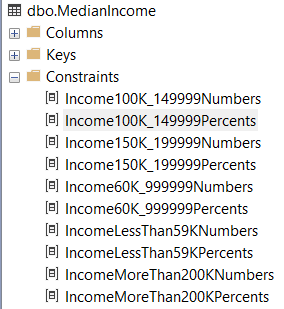 dbo.MedianIncome
Columns
Keys
Constraints
Income100K_149999Numbers
Income100K_149999Percents
Income150K_199999Numbers
Income150K_199999Percents
Income60K_999999Numbers
Income60K_999999Percents
IncomeLessThan59KNumbers
IncomeLessThan59KPercents
IncomeMoreThan200KNumbers
IncomeMoreThan200KPercents